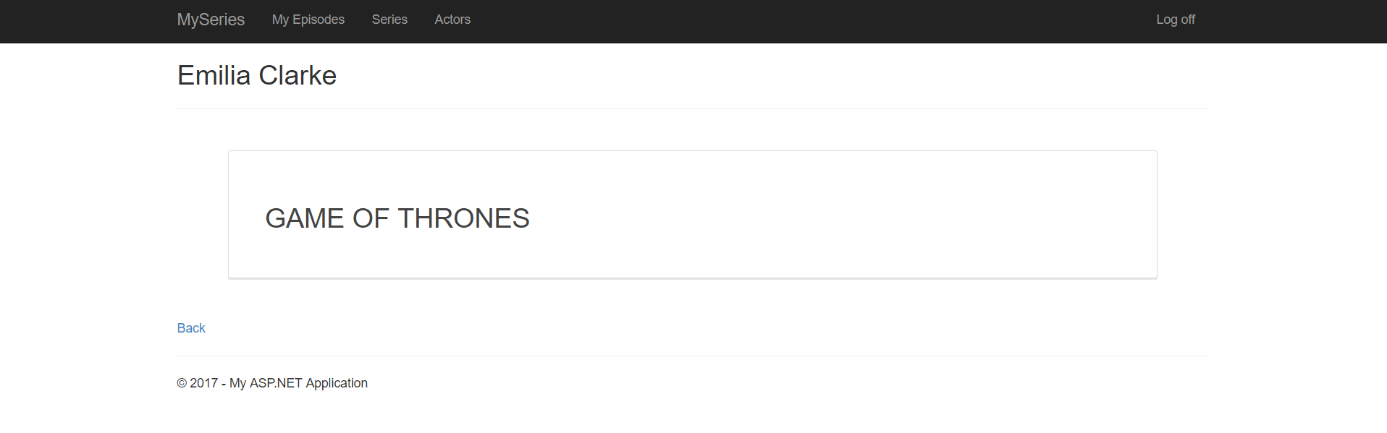 MySeries My Episodes Series Actors Log off
Emilia Clarke
GAME OF THRONES
Back
© 2017 - My ASP.NET Application